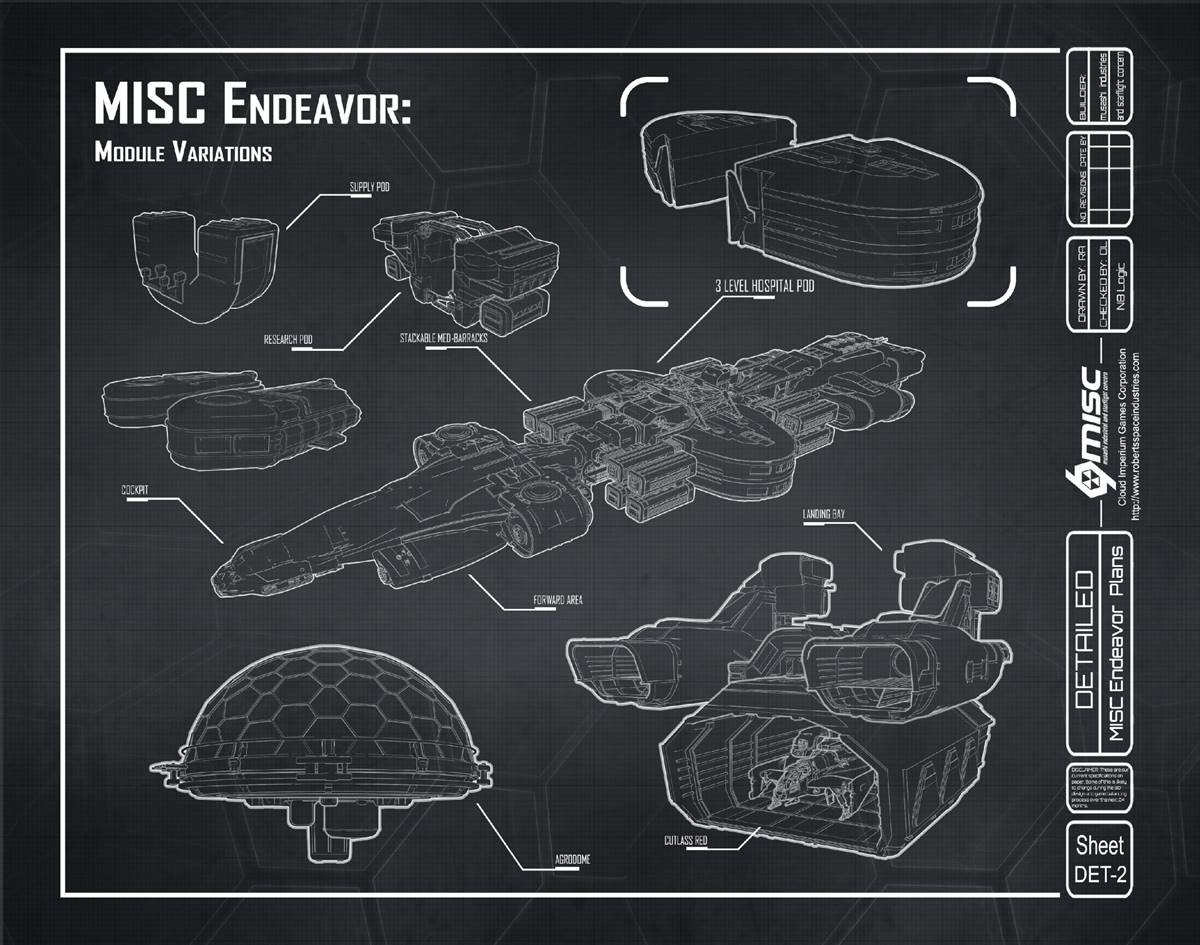 MISC ENDEAVOR:
MODULE VARIATIONS
SUPPLY POD
RESEARCH POD
STACKABLE MED-BARRACKS
3 LEVEL HOSPITAL POD
COCKPIT
FORWARD AREA
LANDING BAY
CUTLASS RED
AGRODOME
BUILDER:
musashi industries
and starflight concern
NO. REVISIONS DATE BY
DRAWN BY: RA
CHECKED BY: DL
N8 Logic
MISC
musashi industrial and starflight concern
Cloud Imperium Games Corporation
http://www.robertsspaceindustries.com
DETAILED
MISC Endeavor Plans
DISCLAIMER: These are our
current specifications on
paper. Some of this is likely
to change during the 3D
design and game balancing
process over the next 24
months.
Sheet
DET-2